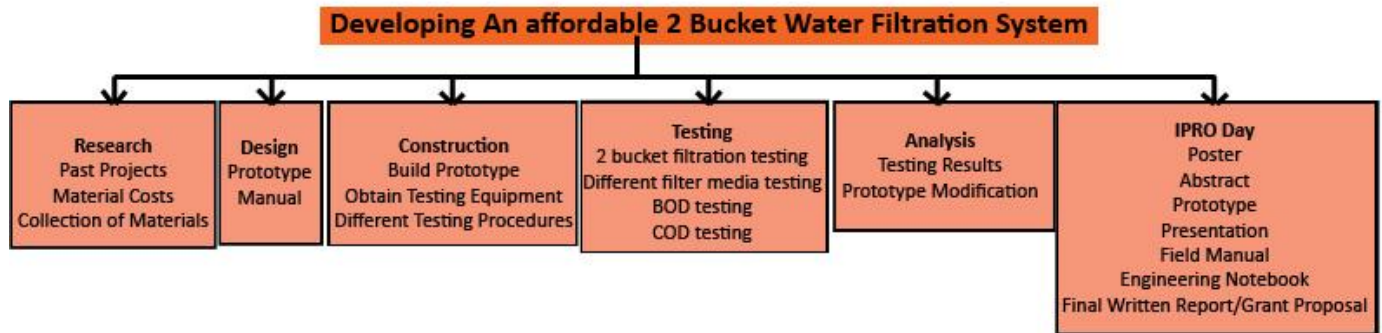 Developing An affordable 2 Bucket Water Filtration System
Research
Past Projects
Material Costs
Collection of Materials
Design
Prototype
Manual
Construction
Build Prototype
Obtain Testing Equipment
Different Testing Procedures
Testing
2 bucket filtration testing
Different filter media testing
BOD testing
COD testing
Analysis
Testing Results
Prototype Modification
IPRO Day
Poster
Abstract
Prototype
Presentation
Field Manual
Engineering Notebook
Final Written Report/Grant Proposal